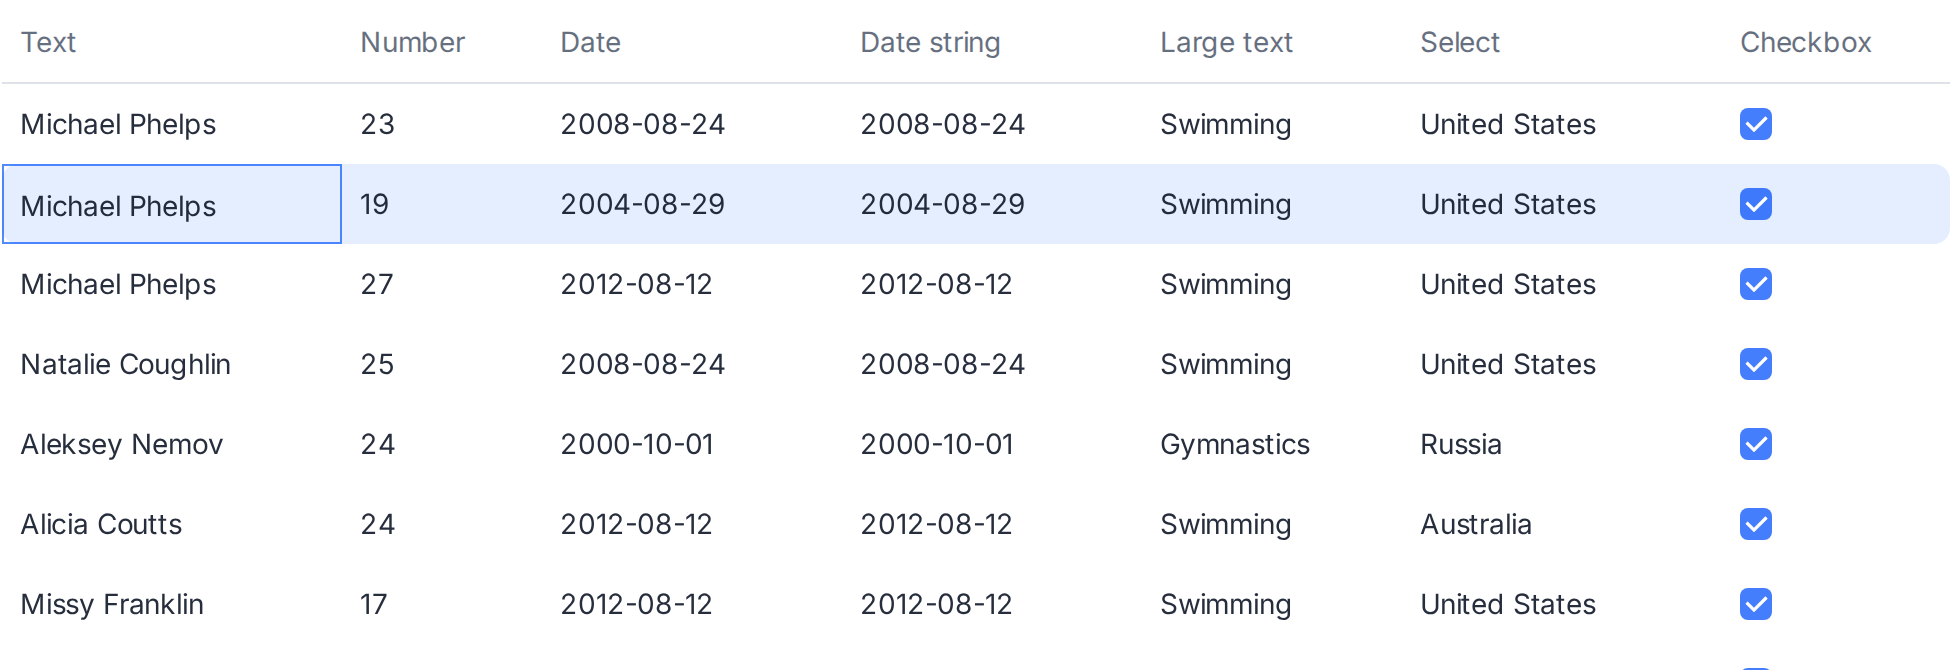 Text Number Date Date string Large text Select Checkbox
Michael Phelps 23 2008-08-24 2008-08-24 Swimming United States
Michael Phelps 19 2004-08-29 2004-08-29 Swimming United States
Michael Phelps 27 2012-08-12 2012-08-12 Swimming United States
Natalie Coughlin 25 2008-08-24 2008-08-24 Swimming United States
Aleksey Nemov 24 2000-10-01 2000-10-01 Gymnastics Russia
Alicia Coutts 24 2012-08-12 2012-08-12 Swimming Australia
Missy Franklin 17 2012-08-12 2012-08-12 Swimming United States